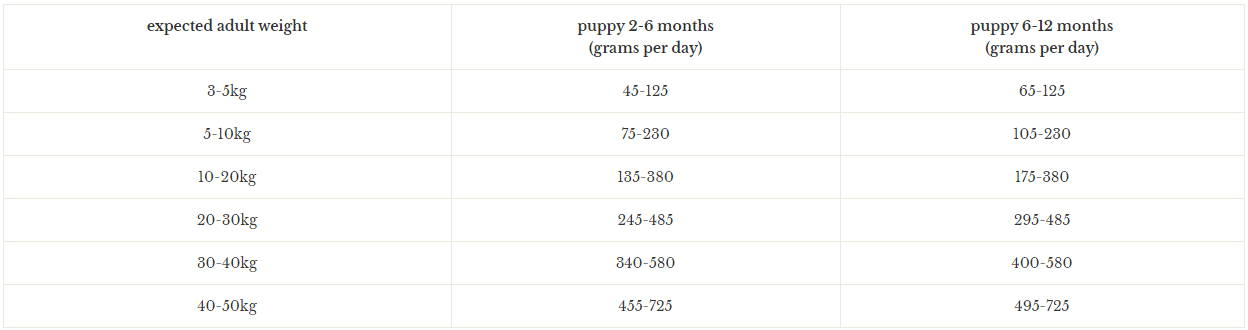 expected adult weight puppy 2-6 months puppy 6-12 months
(grams per day) (grams per day)
3-5kg 45-125 65-125
5-10kg 75-230 105-230
10-20kg 135-380 175-380
20-30kg 245-485 295-485
30-40kg 340-580 400-580
40-50kg 455-725 495-725